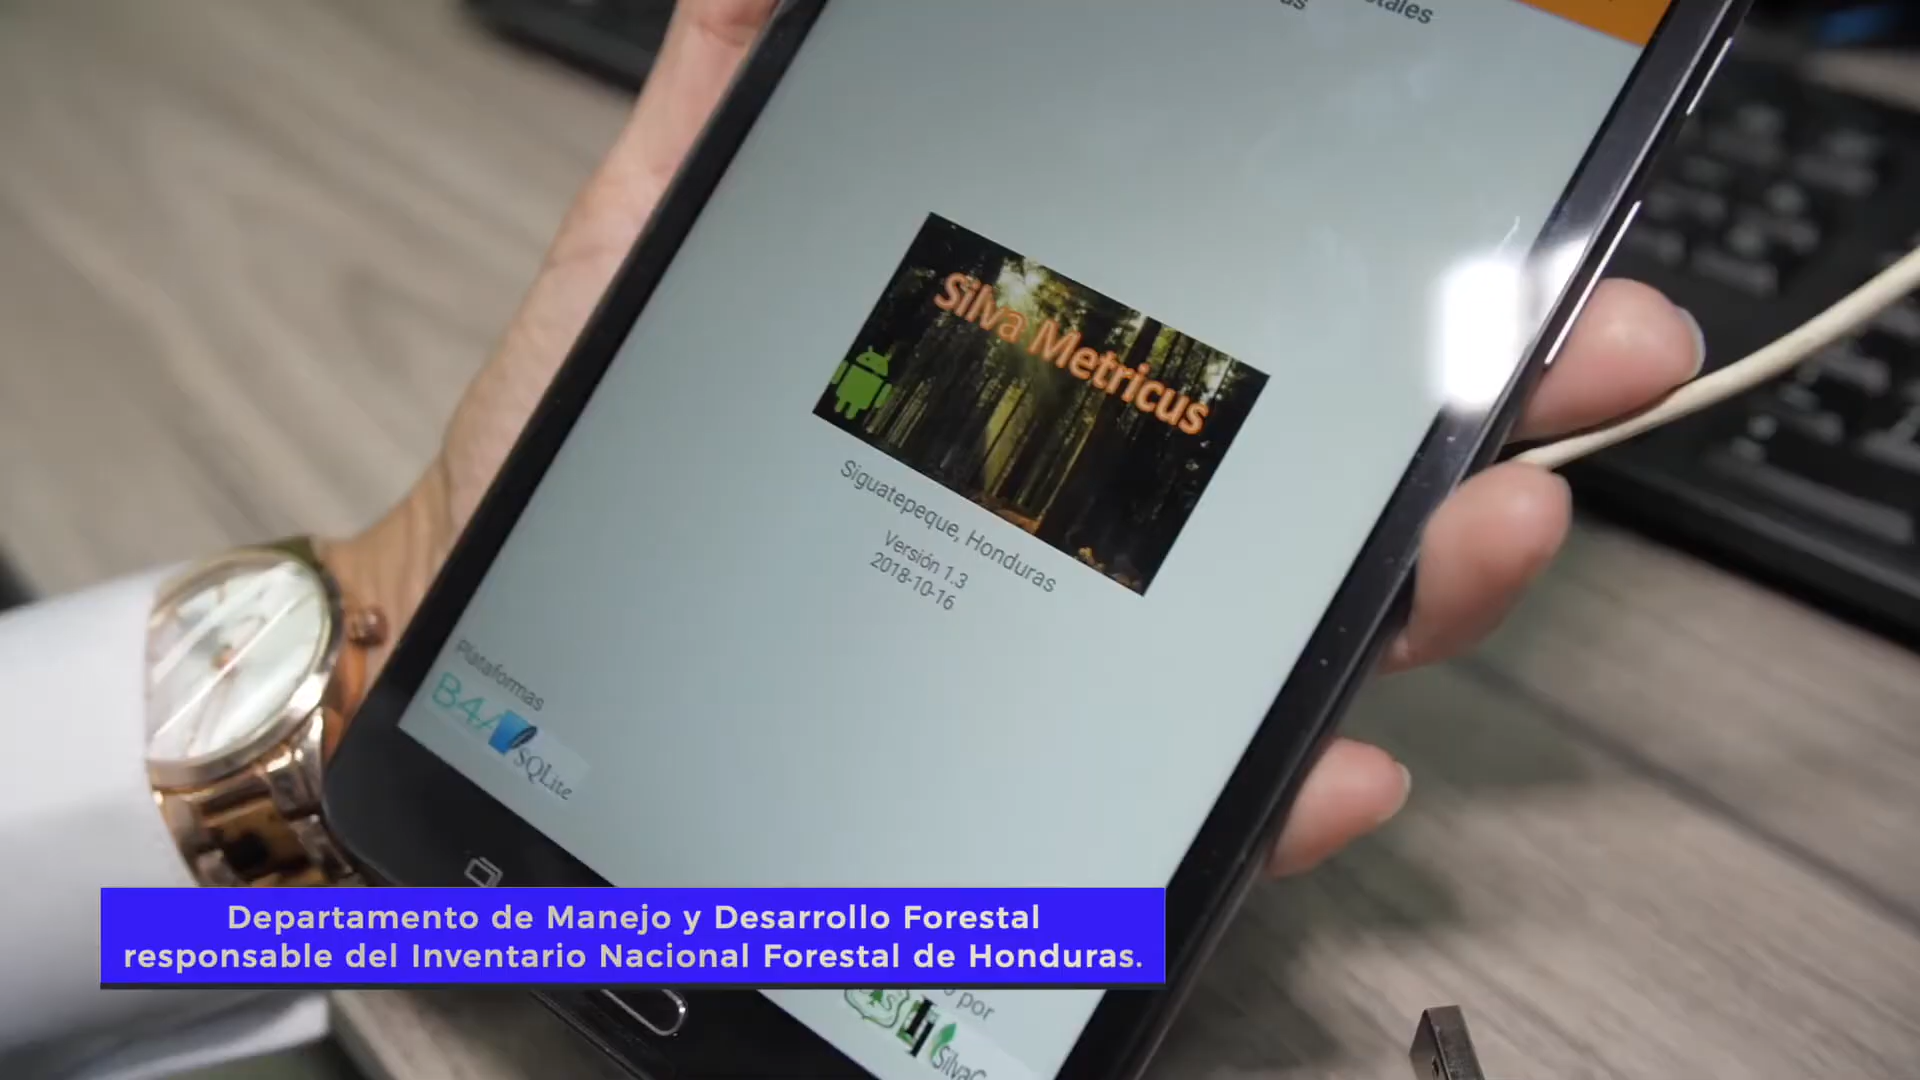 Silva Metricus
Siguatepeque, Honduras
Versión 1.3
2018-10-16
Plataformas
B4A
SQLite
por
Departamento de Manejo y Desarrollo Forestal
responsable del Inventario Nacional Forestal de Honduras.